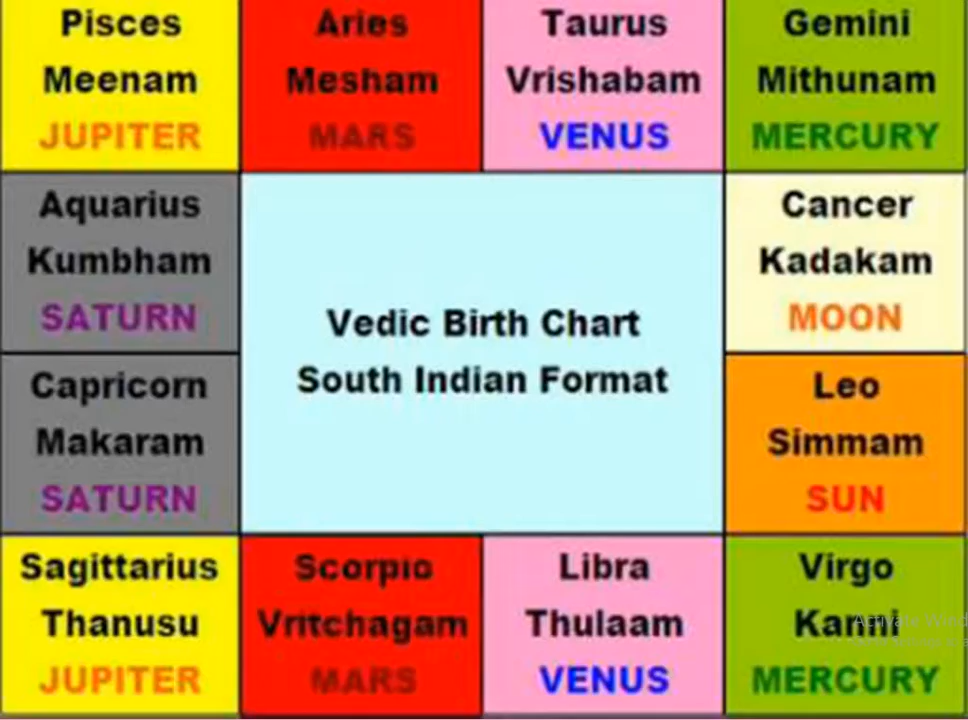 Pisces
Meenam
JUPITER
Aries
Mesham
MARS
Taurus
Vrishabam
VENUS
Gemini
Mithunam
MERCURY
Aquarius
Kumbham
SATURN
Cancer
Kadakam
MOON
Vedic Birth Chart
South Indian Format
Capricorn
Makaram
SATURN
Leo
Simmam
SUN
Sagittarius
Thanusu
JUPITER
Scorpio
Vritchagam
MARS
Libra
Thulaam
VENUS
Virgo
Kanni
MERCURY
Activate